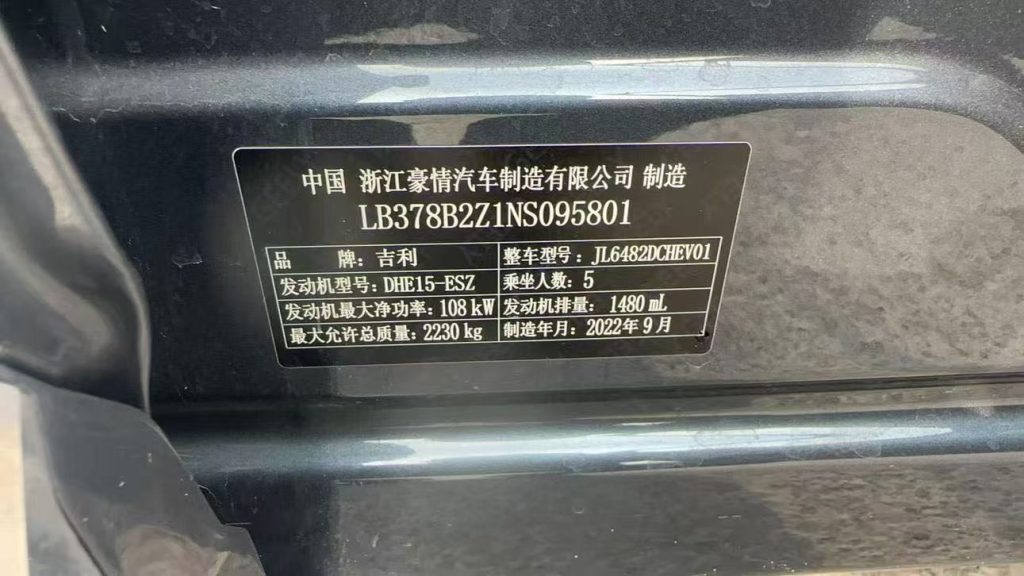 中国 浙江豪情汽车制造有限公司 制造
LB378B2Z1NS095801
品 牌：吉利 整车型号：JL6482DCHEV01
发动机型号：DHE15-ESZ 乘坐人数：5
发动机最大净功率：108 kW 发动机排量：1480 mL
最大允许总质量：2230 kg 制造年月：2022年9月